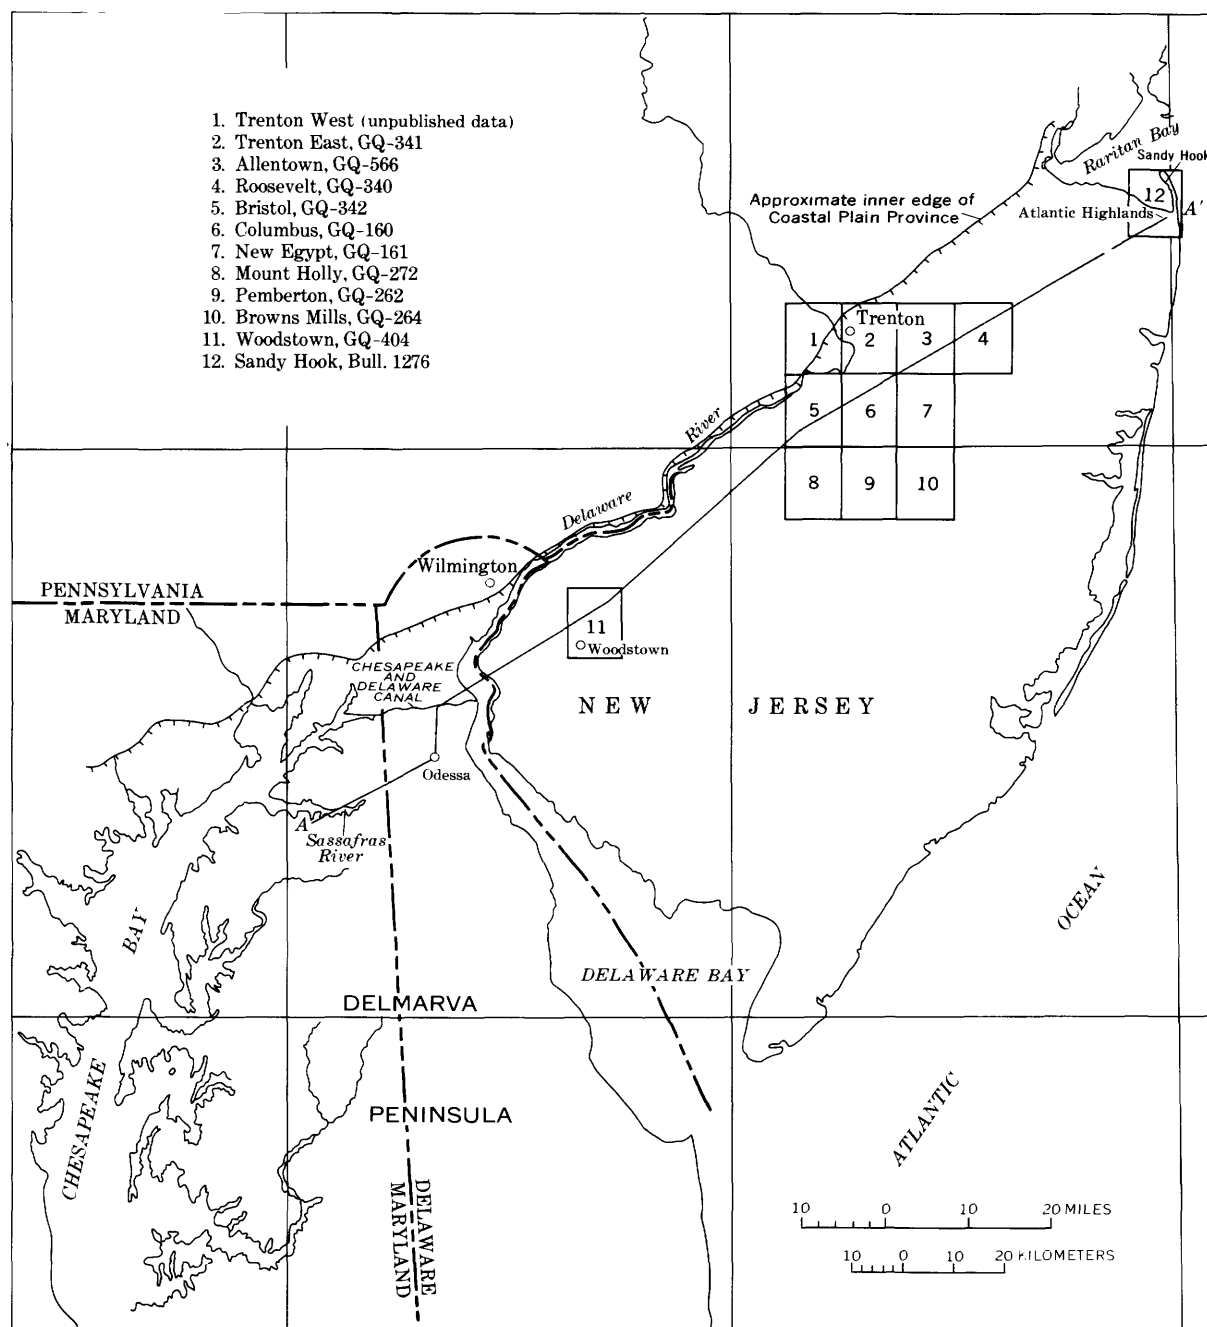 1. Trenton West (unpublished data)
2. Trenton East, GQ-341
3. Allentown, GQ-566
4. Roosevelt, GQ-340
5. Bristol, GQ-342
6. Columbus, GQ-160
7. New Egypt, GQ-161
8. Mount Holly, GQ-272
9. Pemberton, GQ-262
10. Browns Mills, GQ-264
11. Woodstown, GQ-404
12. Sandy Hook, Bull. 1276
Raritan Bay
Sandy Hook
12
A'
Atlantic Highlands
Approximate inner edge of
Coastal Plain Province
Trenton
1
2
3
4
5
6
7
8
9
10
River
Delaware
Wilmington
PENNSYLVANIA
MARYLAND
11
Woodstown
CHESAPEAKE
AND
DELAWARE
CANAL
NEW JERSEY
Odessa
A
Sassafras
River
BAY
CHESAPEAKE
DELAWARE BAY
OCEAN
ATLANTIC
DELMARVA
PENINSULA
DELAWARE
MARYLAND
10 0 10 20 MILES
10 0 10 20 KILOMETERS